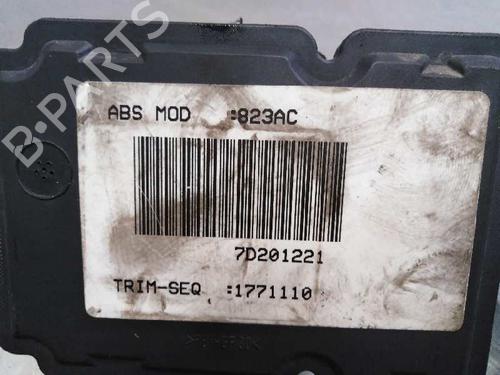 B-PARTS
ABS MOD :823AC
7D201221
TRIM-SEQ :1771110